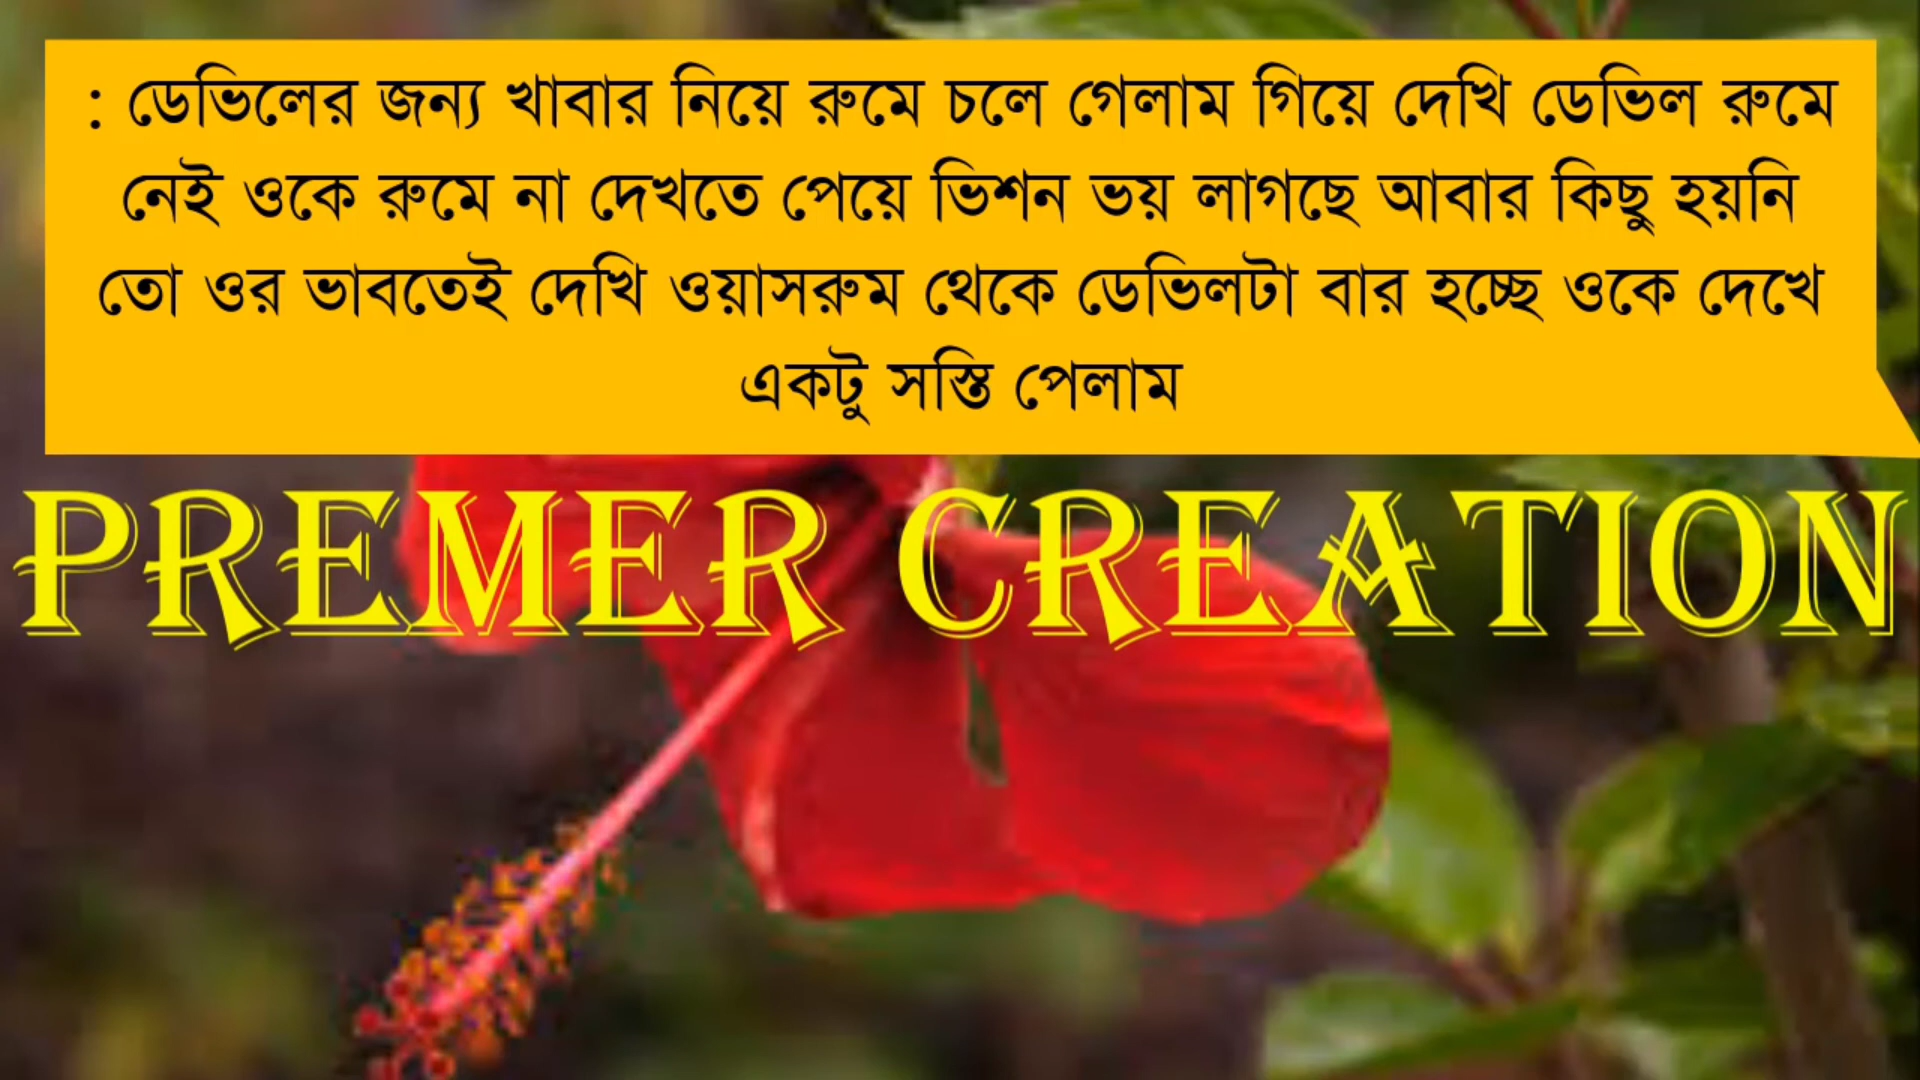 : ডেভিলের জন্য খাবার নিয়ে রুমে চলে গেলাম গিয়ে দেখি ডেভিল রুমে
নেই ওকে রুমে না দেখতে পেয়ে ভিশন ভয় লাগছে আবার কিছু হয়নি
তো ওর ভাবতেই দেখি ওয়াসরুম থেকে ডেভিলটা বার হচ্ছে ওকে দেখে
একটু সস্তি পেলাম
PREMER CREATION